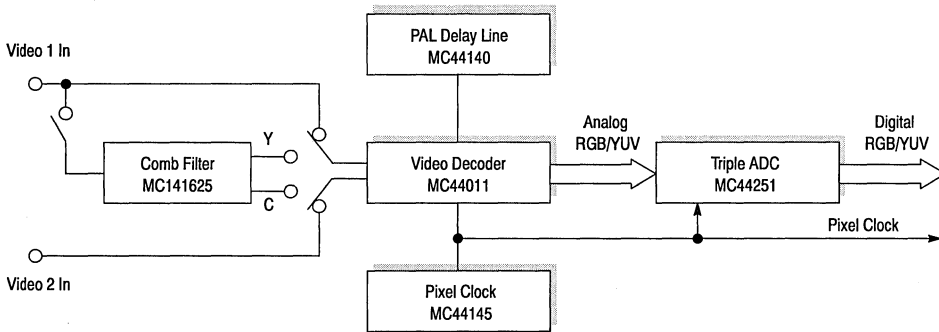 PAL Delay Line
MC44140
Video 1 In
Y
Comb Filter
MC141625
C
Video Decoder
MC44011
Analog
RGB/YUV
Triple ADC
MC44251
Digital
RGB/YUV
Pixel Clock
Video 2 In
Pixel Clock
MC44145